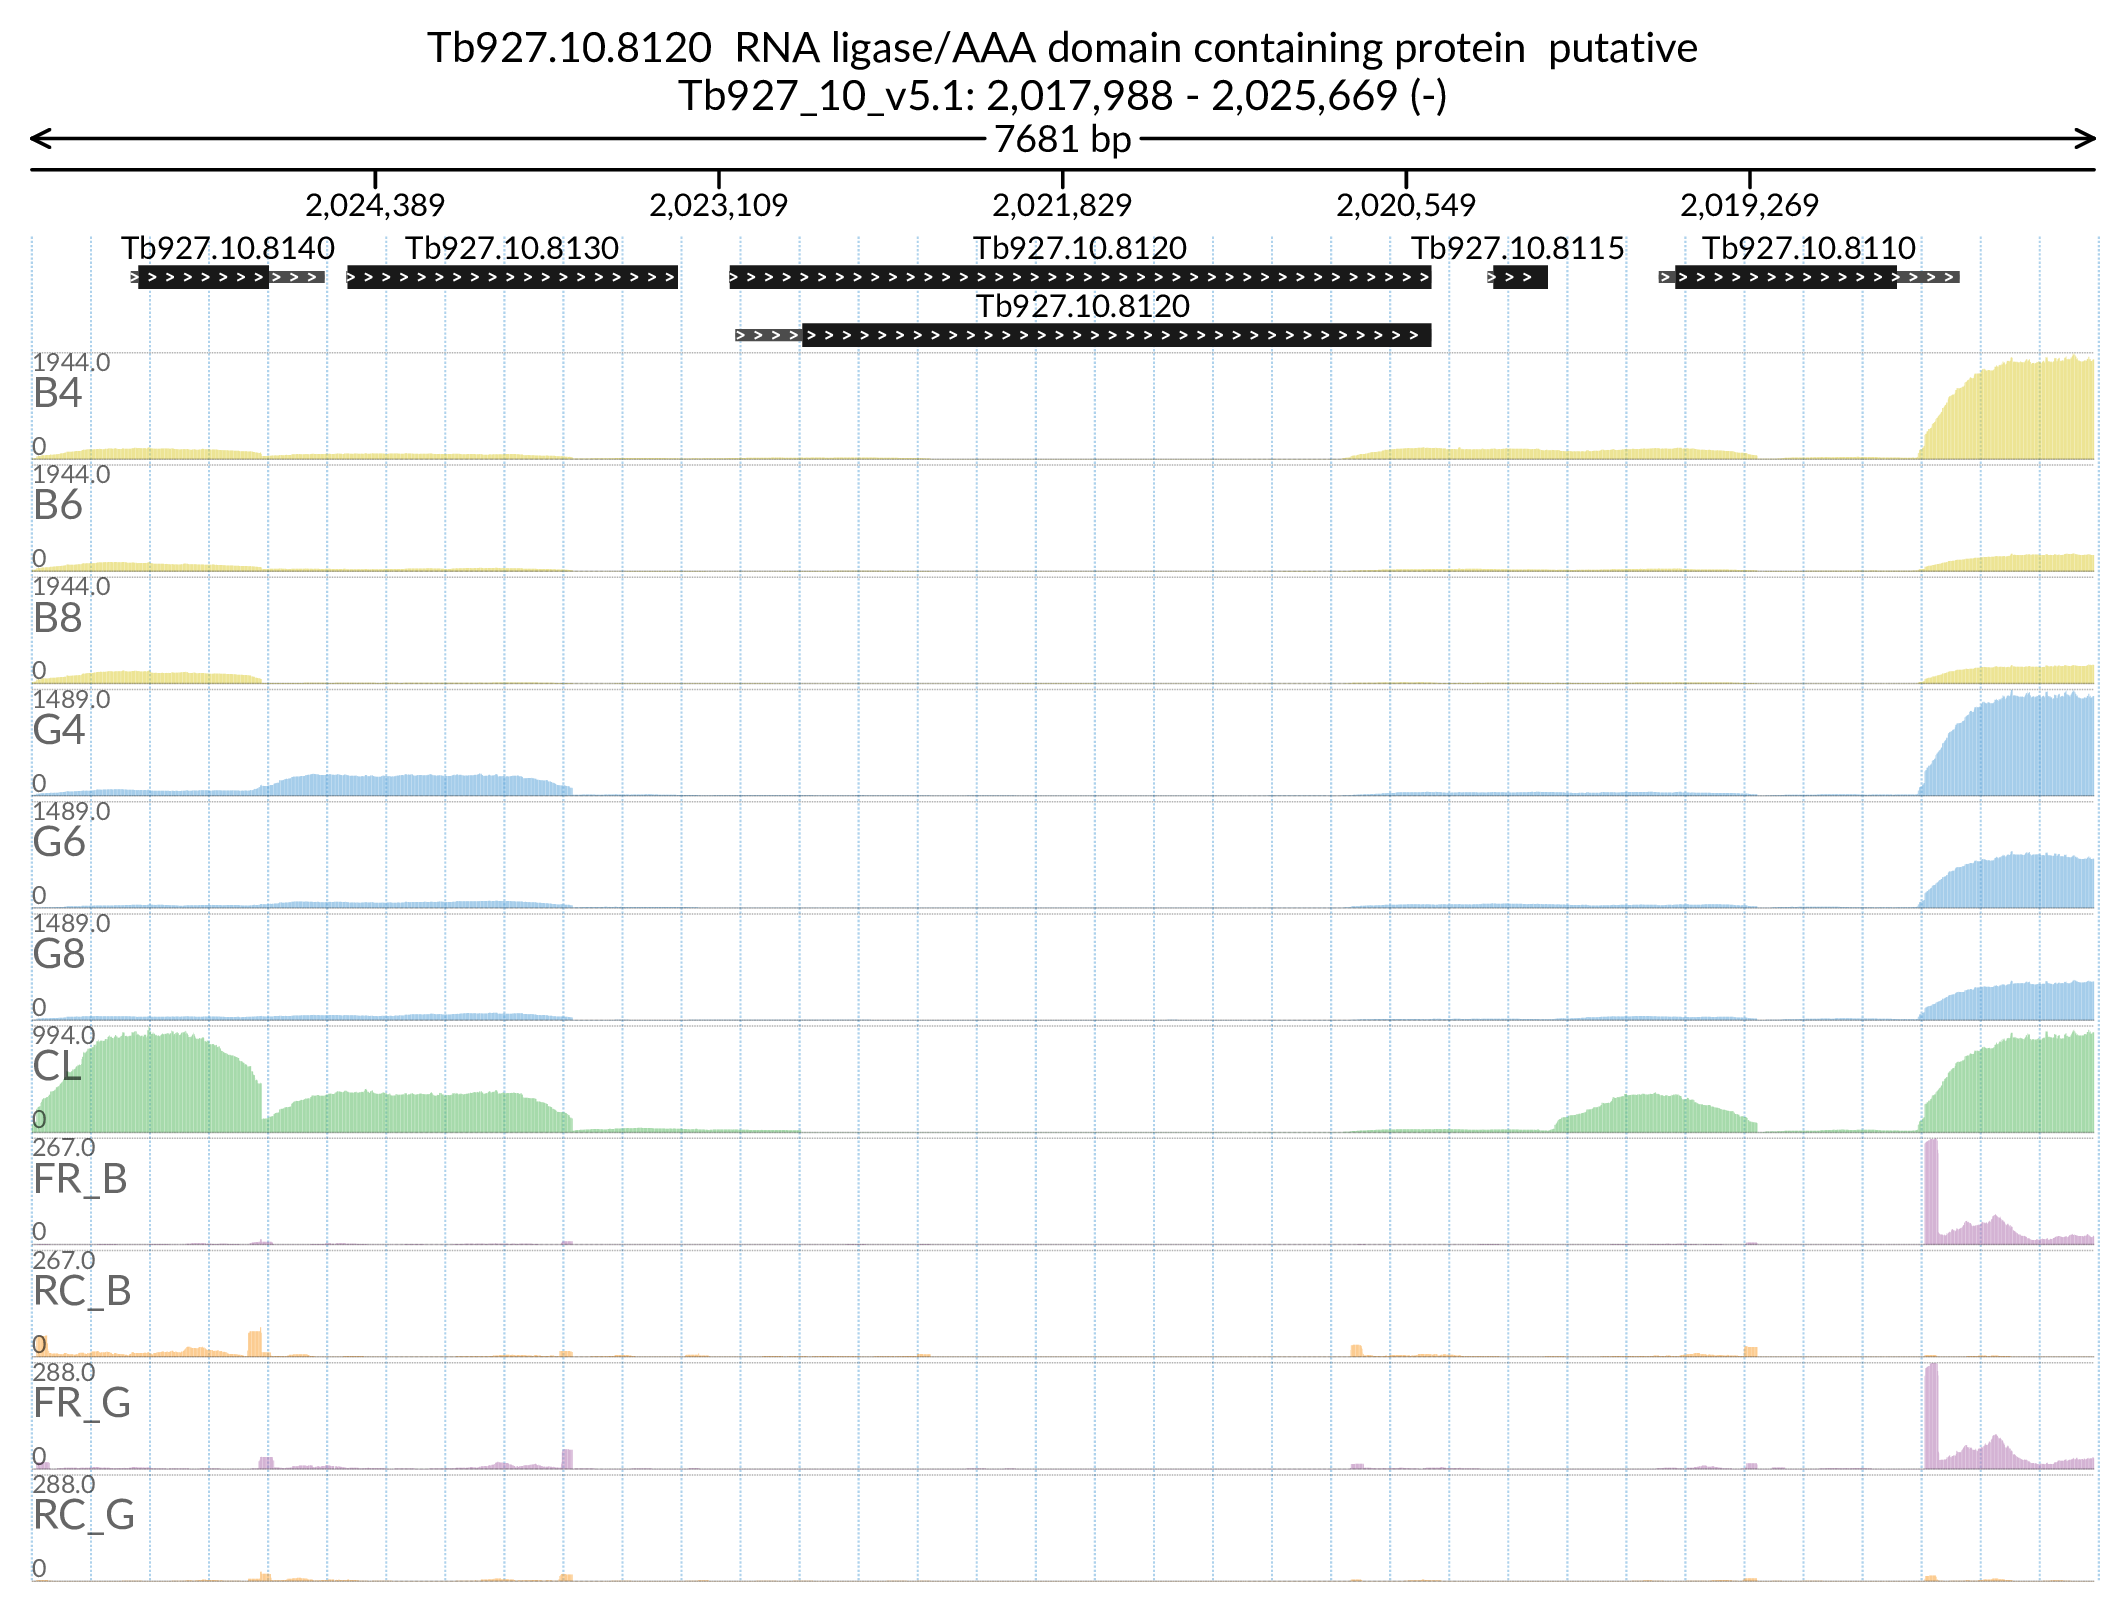 Tb927.10.8120  RNA ligase/AAA domain containing protein  putative
Tb927_10_v5.1: 2,017,988 - 2,025,669 (-)
7681 bp
2,024,389 2,023,109 2,021,829 2,020,549 2,019,269
Tb927.10.8140 Tb927.10.8130 Tb927.10.8120 Tb927.10.8115 Tb927.10.8110
Tb927.10.8120
1944.0
B4
0
1944.0
B6
0
1944.0
B8
0
1489.0
G4
0
1489.0
G6
0
1489.0
G8
0
994.0
CL
0
267.0
FR_B
0
267.0
RC_B
0
288.0
FR_G
0
288.0
RC_G
0